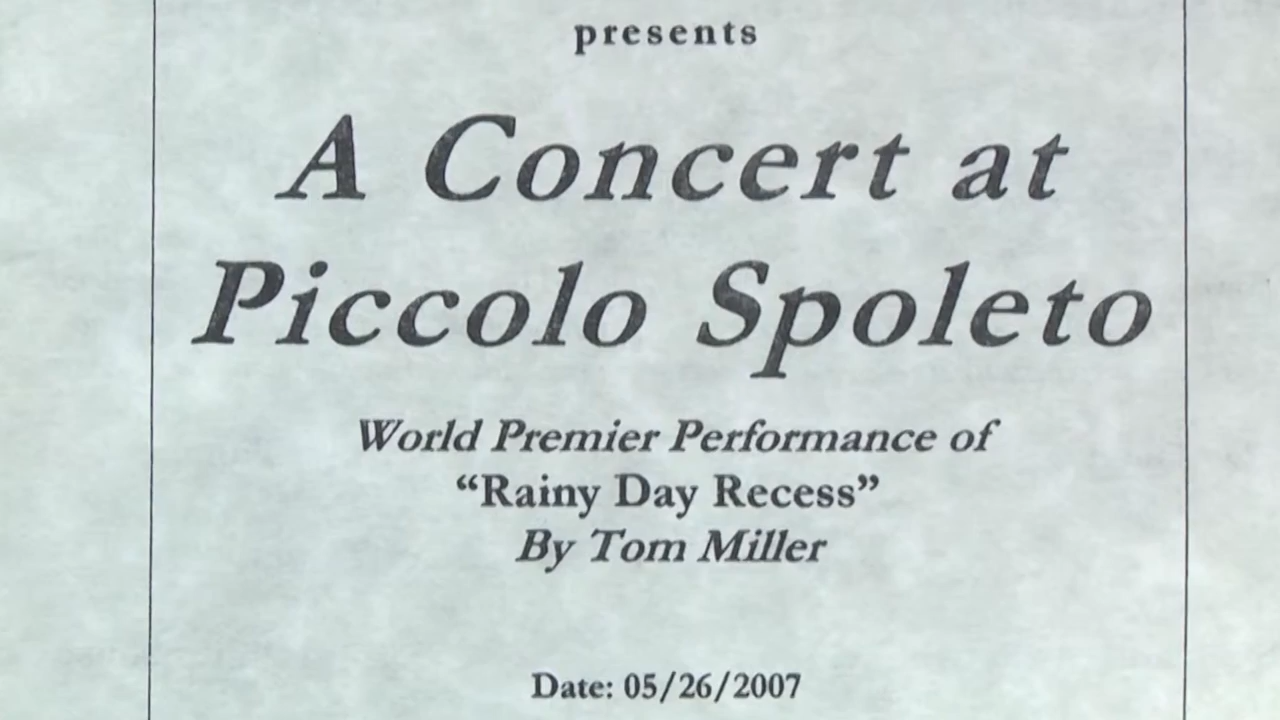 presents
A Concert at
Piccolo Spoleto
World Premier Performance of
“Rainy Day Recess”
By Tom Miller
Date: 05/26/2007